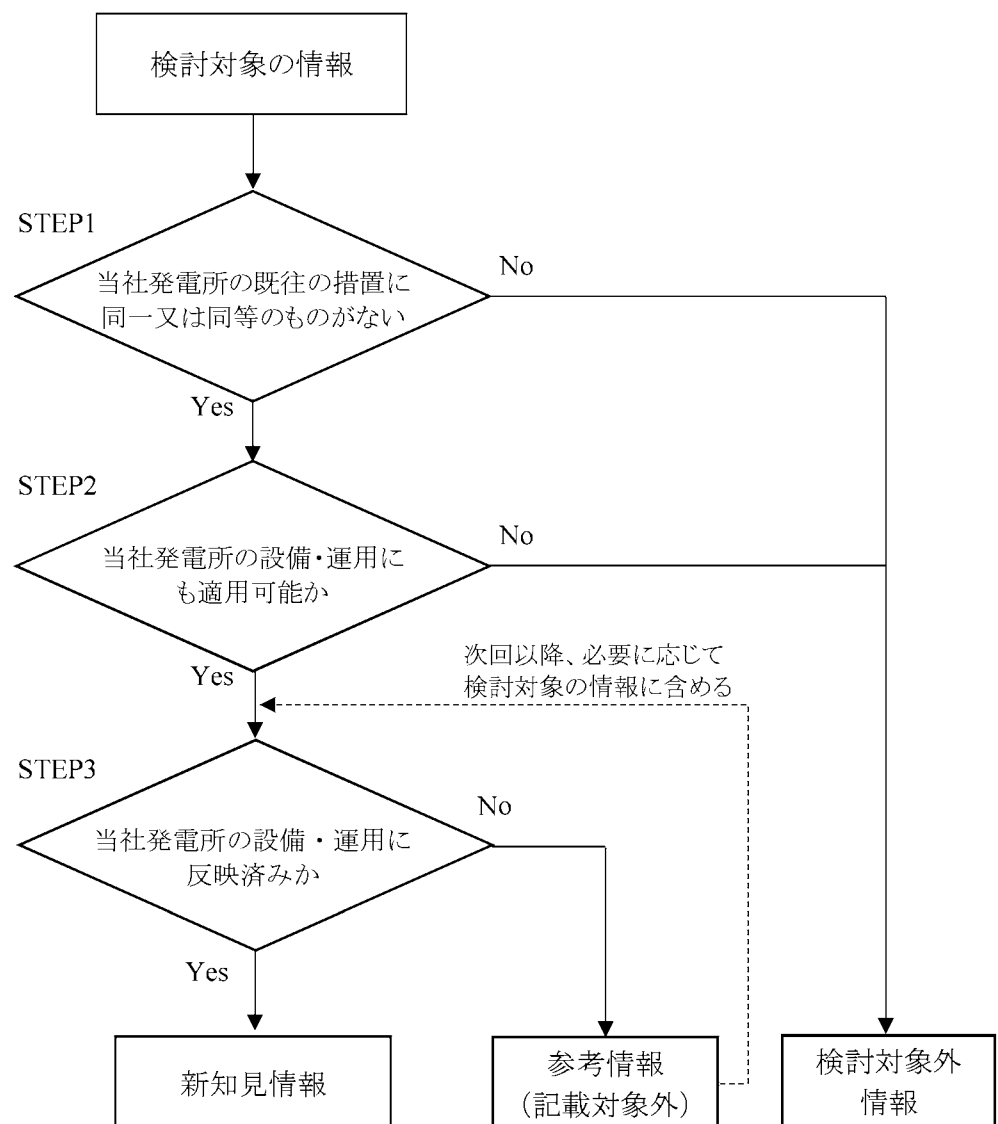 検討対象の情報
STEP1
当社発電所の既往の措置に
同一又は同等のものがない
No
Yes
STEP2
当社発電所の設備・運用に
も適用可能か
No
Yes
次回以降、必要に応じて
検討対象の情報に含める
STEP3
当社発電所の設備・運用に
反映済みか
No
Yes
新知見情報
参考情報
（記載対象外）
検討対象外
情報